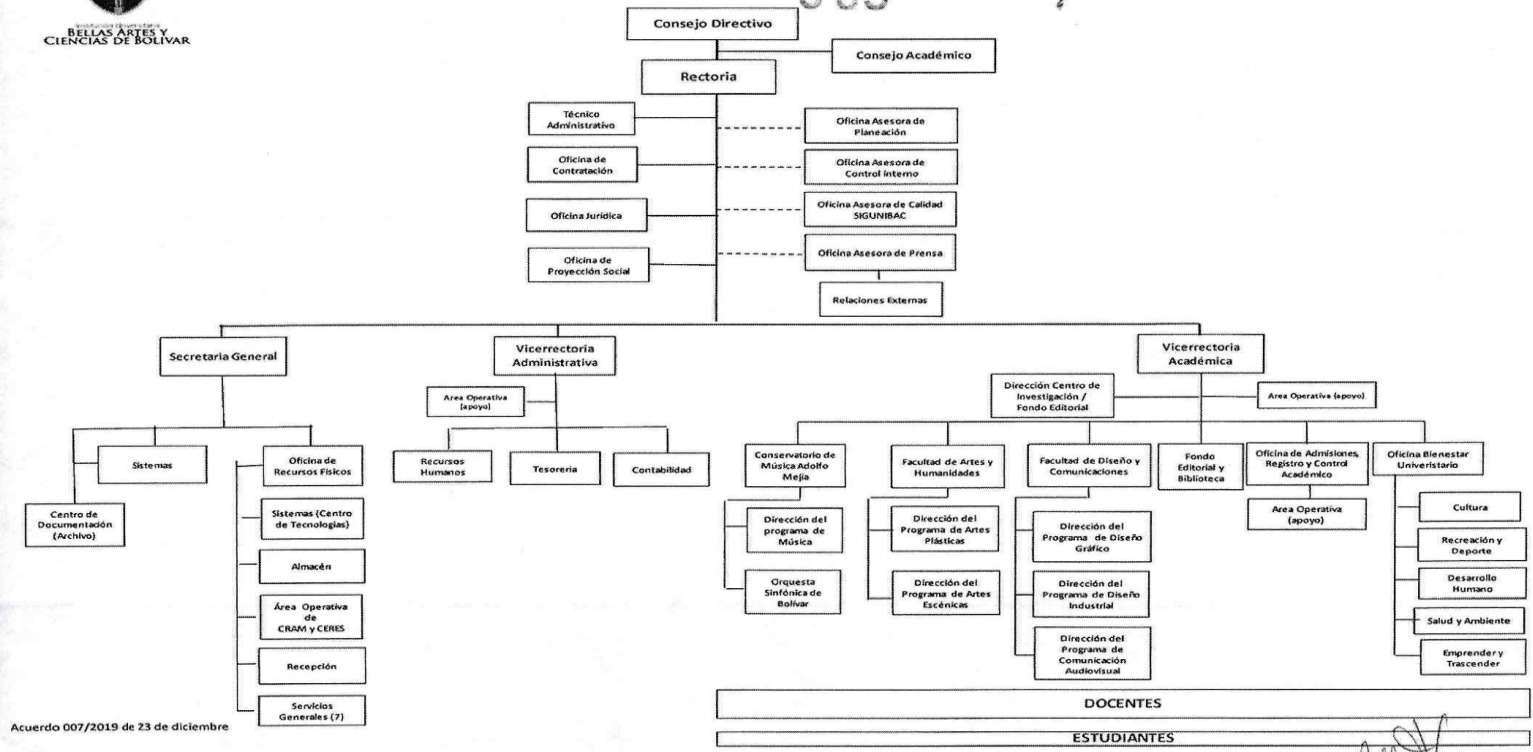 Institución Universitaria
BELLAS ARTES Y
CIENCIAS DE BOLIVAR
Consejo Directivo
Consejo Académico
Rectoria
Técnico
Administrativo
Oficina Asesora de
Planeación
Oficina de
Contratación
Oficina Asesora de
Control interno
Oficina Jurídica
Oficina Asesora de Calidad
SIGUNIBAC
Oficina de
Proyección Social
Oficina Asesora de Prensa
Relaciones Externas
Secretaria General
Vicerrectoria
Administrativa
Vicerrectoria
Académica
Area Operativa
(apoyo)
Dirección Centro de
Investigación /
Fondo Editorial
Area Operativa (apoyo)
Sistemas
Oficina de
Recursos Físicos
Recursos
Humanos
Tesoreria
Contabilidad
Conservatorio de
Música Adolfo
Mejia
Facultad de Artes y
Humanidades
Facultad de Diseño y
Comunicaciones
Fondo
Editorial y
Biblioteca
Oficina de Admisiones,
Registro y Control
Académico
Oficina Bienestar
Univeristario
Centro de
Documentación
(Archivo)
Sistemas (Centro
de Tecnologías)
Almacén
Área Operativa
de
CRAM y CERES
Recepción
Servicios
Generales (7)
Dirección del
programa de
Música
Orquesta
Sinfónica de
Bolívar
Dirección del
Programa de Artes
Plásticas
Dirección del
Programa de Artes
Escénicas
Dirección del
Programa de Diseño
Gráfico
Dirección del
Programa de Diseño
Industrial
Dirección del
Programa de
Comunicación
Audiovisual
Area Operativa
(apoyo)
Cultura
Recreación y
Deporte
Desarrollo
Humano
Salud y Ambiente
Emprender y
Trascender
DOCENTES
ESTUDIANTES
Acuerdo 007/2019 de 23 de diciembre